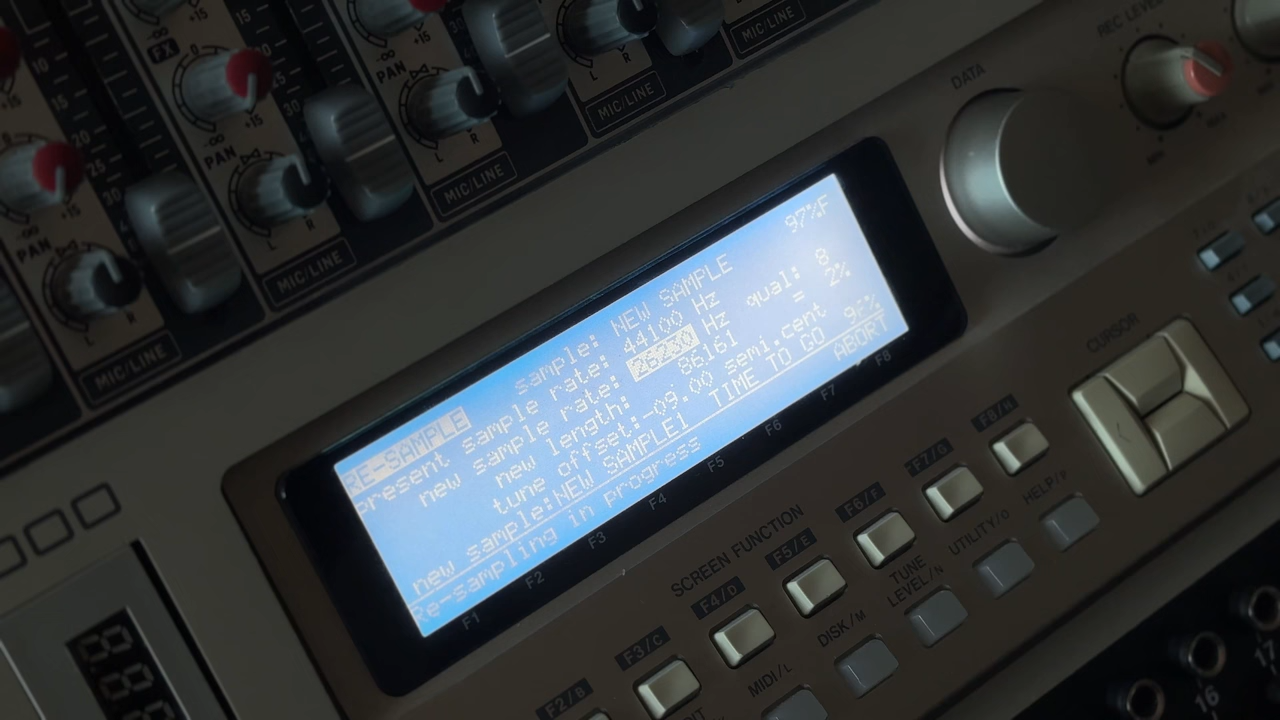 RE-SAMPLE sample: NEW SAMPLE 97%F
present sample rate: 44100 Hz
new sample rate: 26230 Hz qual: 8
new length: 86161 = 2%
tune offset:-09.00 semi.cent
new sample:NEW SAMPLE1 TIME TO GO
Re-sampling in progress ABORT
F1 F2 F3 F4 F5 F6 F7 F8
DATA
REC LEVEL
CURSOR
SCREEN FUNCTION
F2/B F3/C F4/D F5/E F6/F F7/G F8/H
MIDI/L DISK/M TUNE LEVEL/N UTILITY/O HELP/P
FX
PAN
L R
MIC/LINE
PAN
L R
MIC/LINE
PAN
L R
MIC/LINE
L R
MIC/LINE
MIC/LINE
16 17